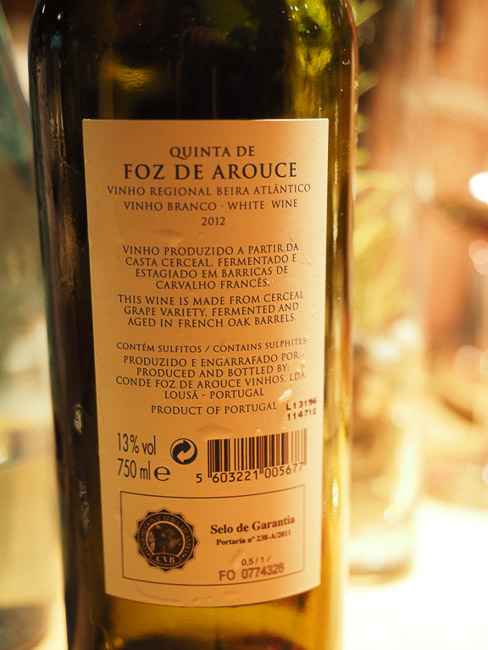 QUINTA DE
FOZ DE AROUCE
VINHO REGIONAL BEIRA ATLÂNTICO
VINHO BRANCO · WHITE WINE
2012
VINHO PRODUZIDO A PARTIR DA
CASTA CERCEAL, FERMENTADO E
ESTAGIADO EM BARRICAS DE
CARVALHO FRANCÊS.
THIS WINE IS MADE FROM CERCEAL
GRAPE VARIETY, FERMENTED AND
AGED IN FRENCH OAK BARRELS.
CONTÉM SULFITOS / CONTAINS SULPHITES
PRODUZIDO E ENGARRAFADO POR:
PRODUCED AND BOTTLED BY:
CONDE FOZ DE AROUCE VINHOS, LDA
LOUSÃ - PORTUGAL
PRODUCT OF PORTUGAL
L13196
114712
13% vol
750 ml e
5 603221 005677
Selo de Garantia
Portaria nº 238-A/2011
CVB
0,5 / 1 /
FO 0774326